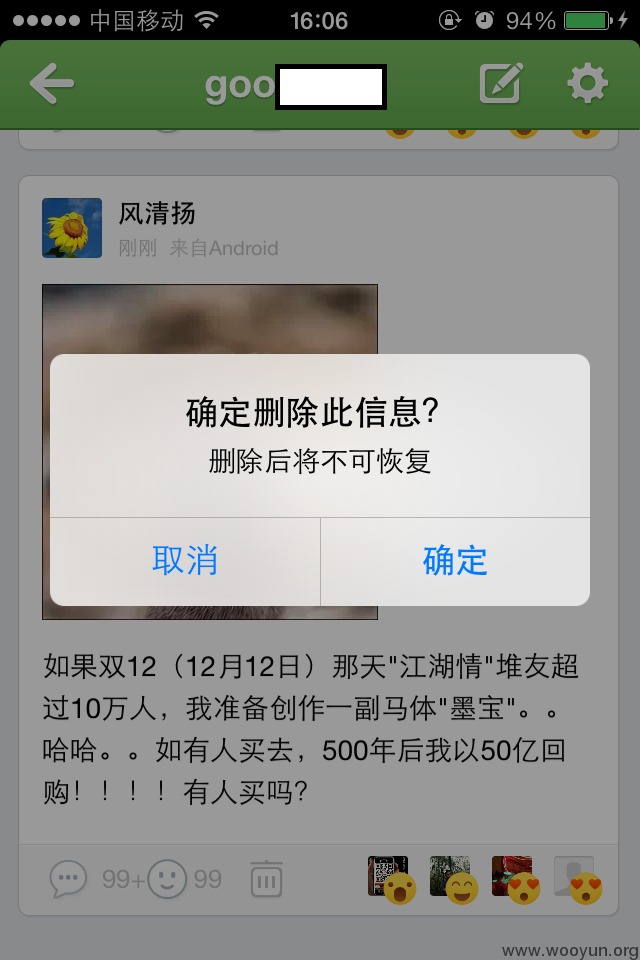 中国移动 16:06 94%
goo
风清扬
刚刚 来自Android
确定删除此信息?
删除后将不可恢复
取消 确定
如果双12（12月12日）那天"江湖情"堆友超
过10万人，我准备创作一副马体"墨宝"。。
哈哈。。如有人买去，500年后我以50亿回
购！！！！有人买吗?
99+ 99
www.wooyun.org